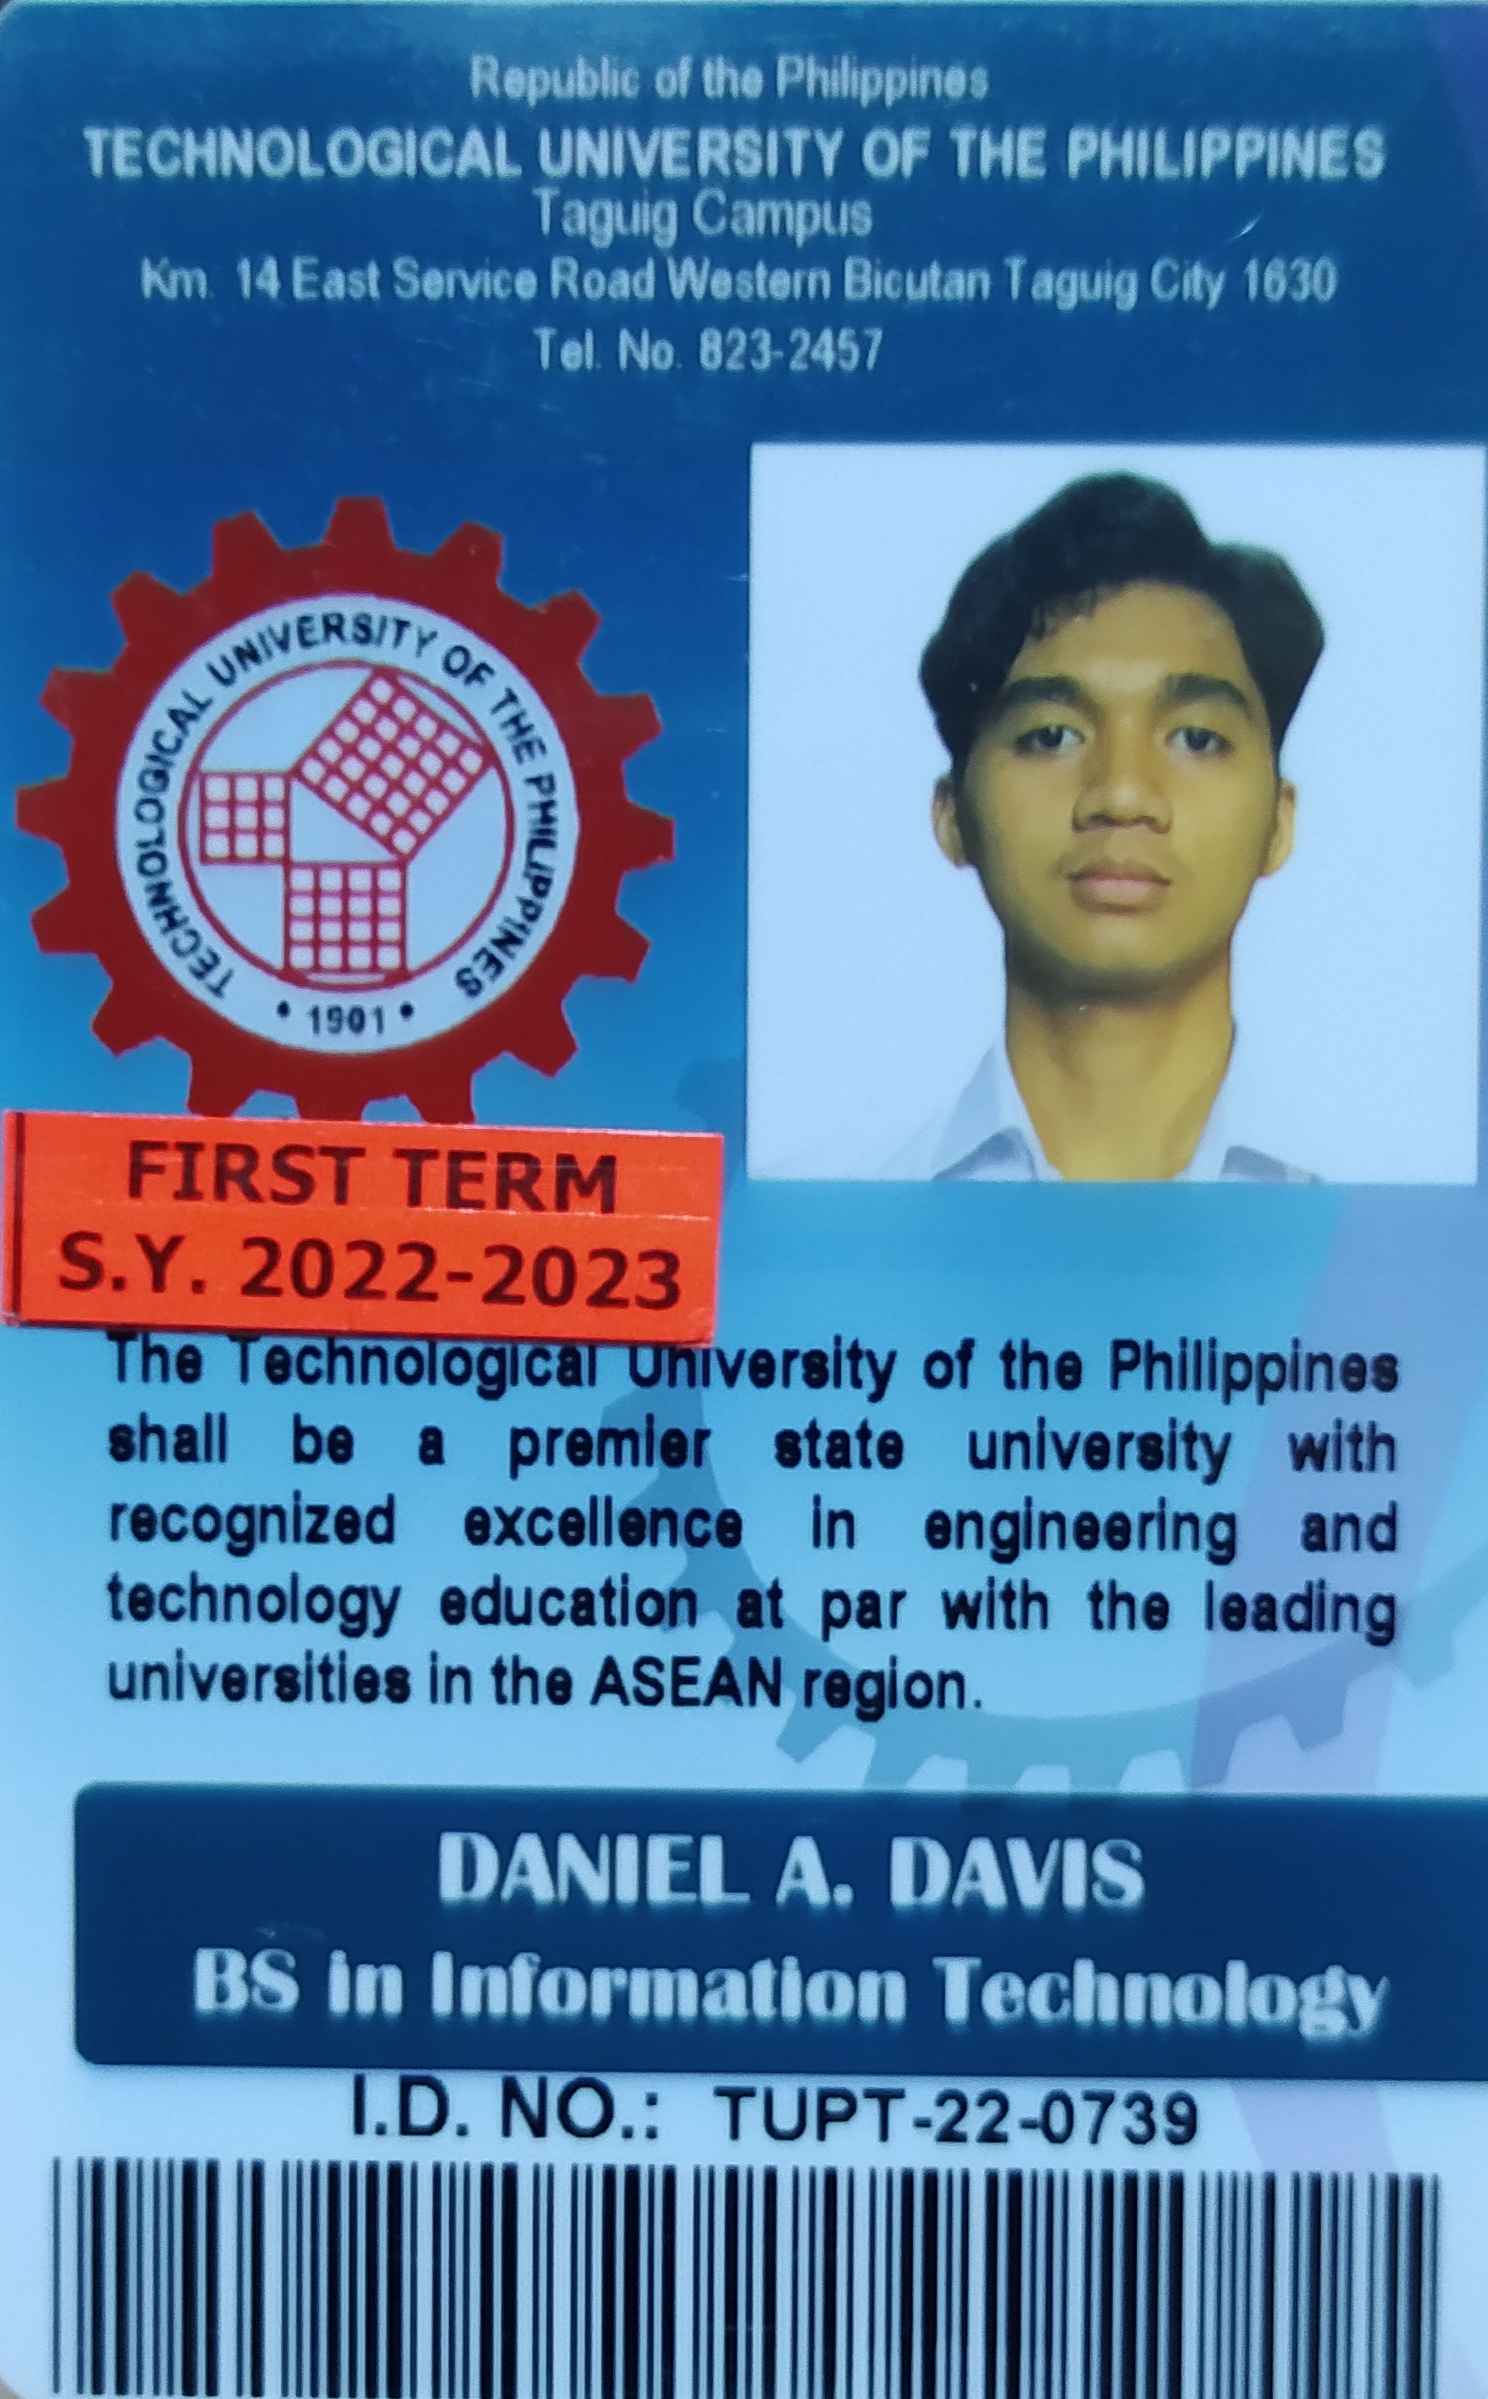 Republic of the Philippines
TECHNOLOGICAL UNIVERSITY OF THE PHILIPPINES
Taguig Campus
Km. 14 East Service Road Western Bicutan Taguig City 1630
Tel. No. 823-2457
TECHNOLOGICAL UNIVERSITY OF THE PHILIPPINES
• 1901 •
FIRST TERM
S.Y. 2022-2023
The Technological University of the Philippines
shall be a premier state university with
recognized excellence in engineering and
technology education at par with the leading
universities in the ASEAN region.
DANIEL A. DAVIS
BS in Information Technology
I.D. NO.: TUPT-22-0739